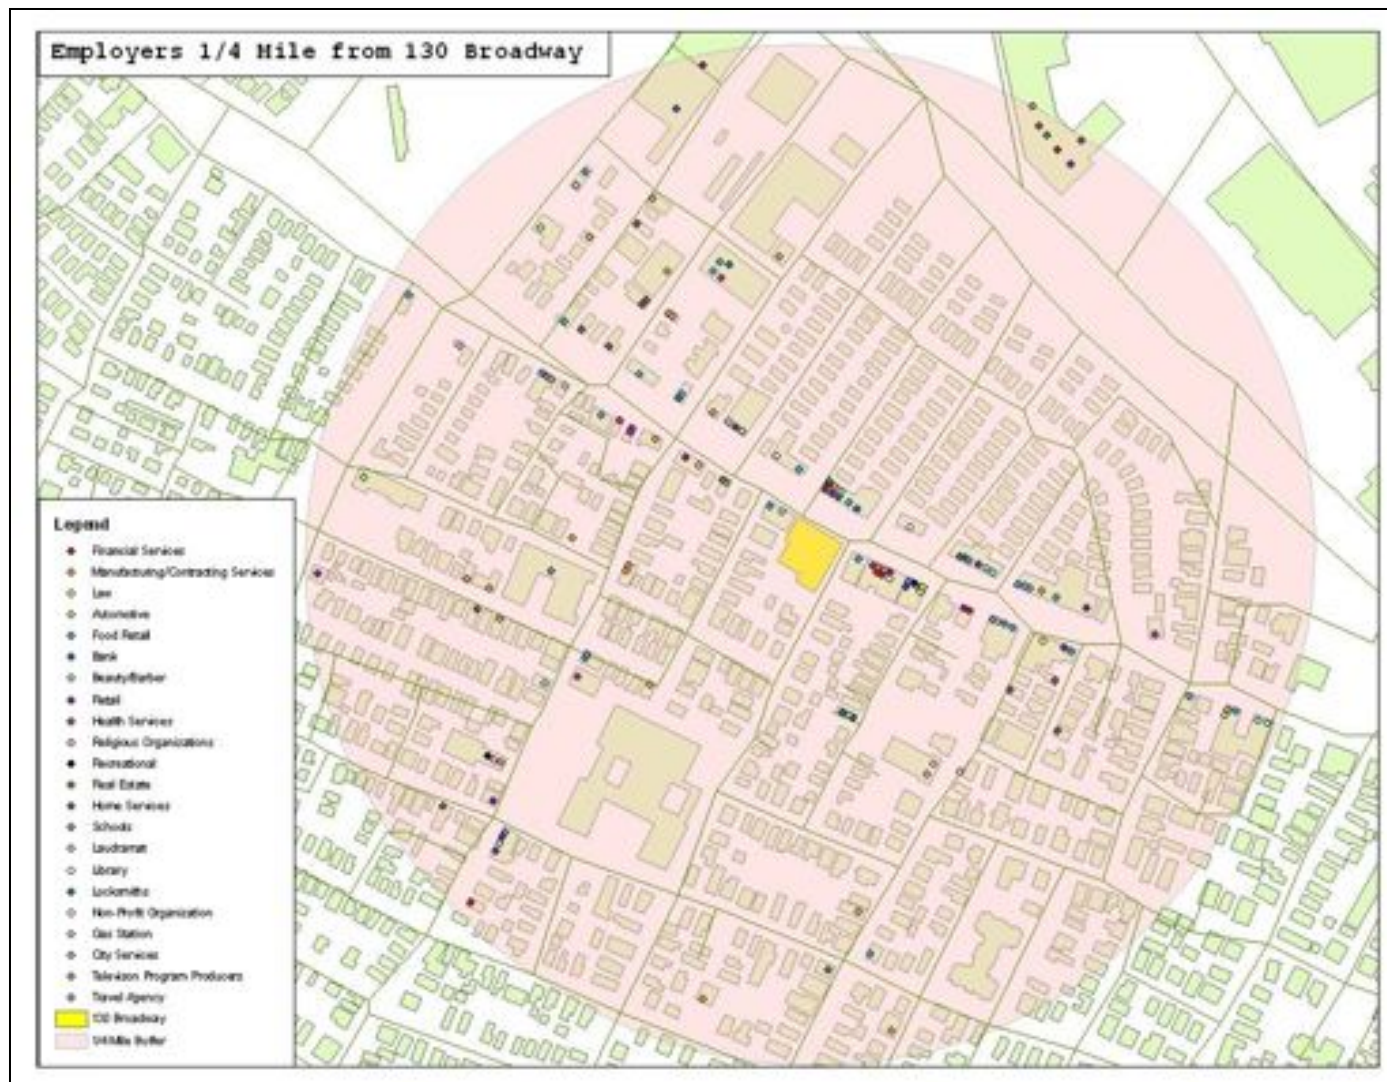 Employers 1/4 Mile from 130 Broadway
Legend
Financial Services
Manufacturing/Contracting Services
Law
Automotive
Food Retail
Bank
Beauty/Barber
Retail
Health Services
Religious Organizations
Recreational
Real Estate
Home Services
Schools
Laudramat
Library
Locksmiths
Non-Profit Organization
Gas Station
City Services
Television Program Producers
Travel Agency
130 Broadway
1/4 Mile Buffer